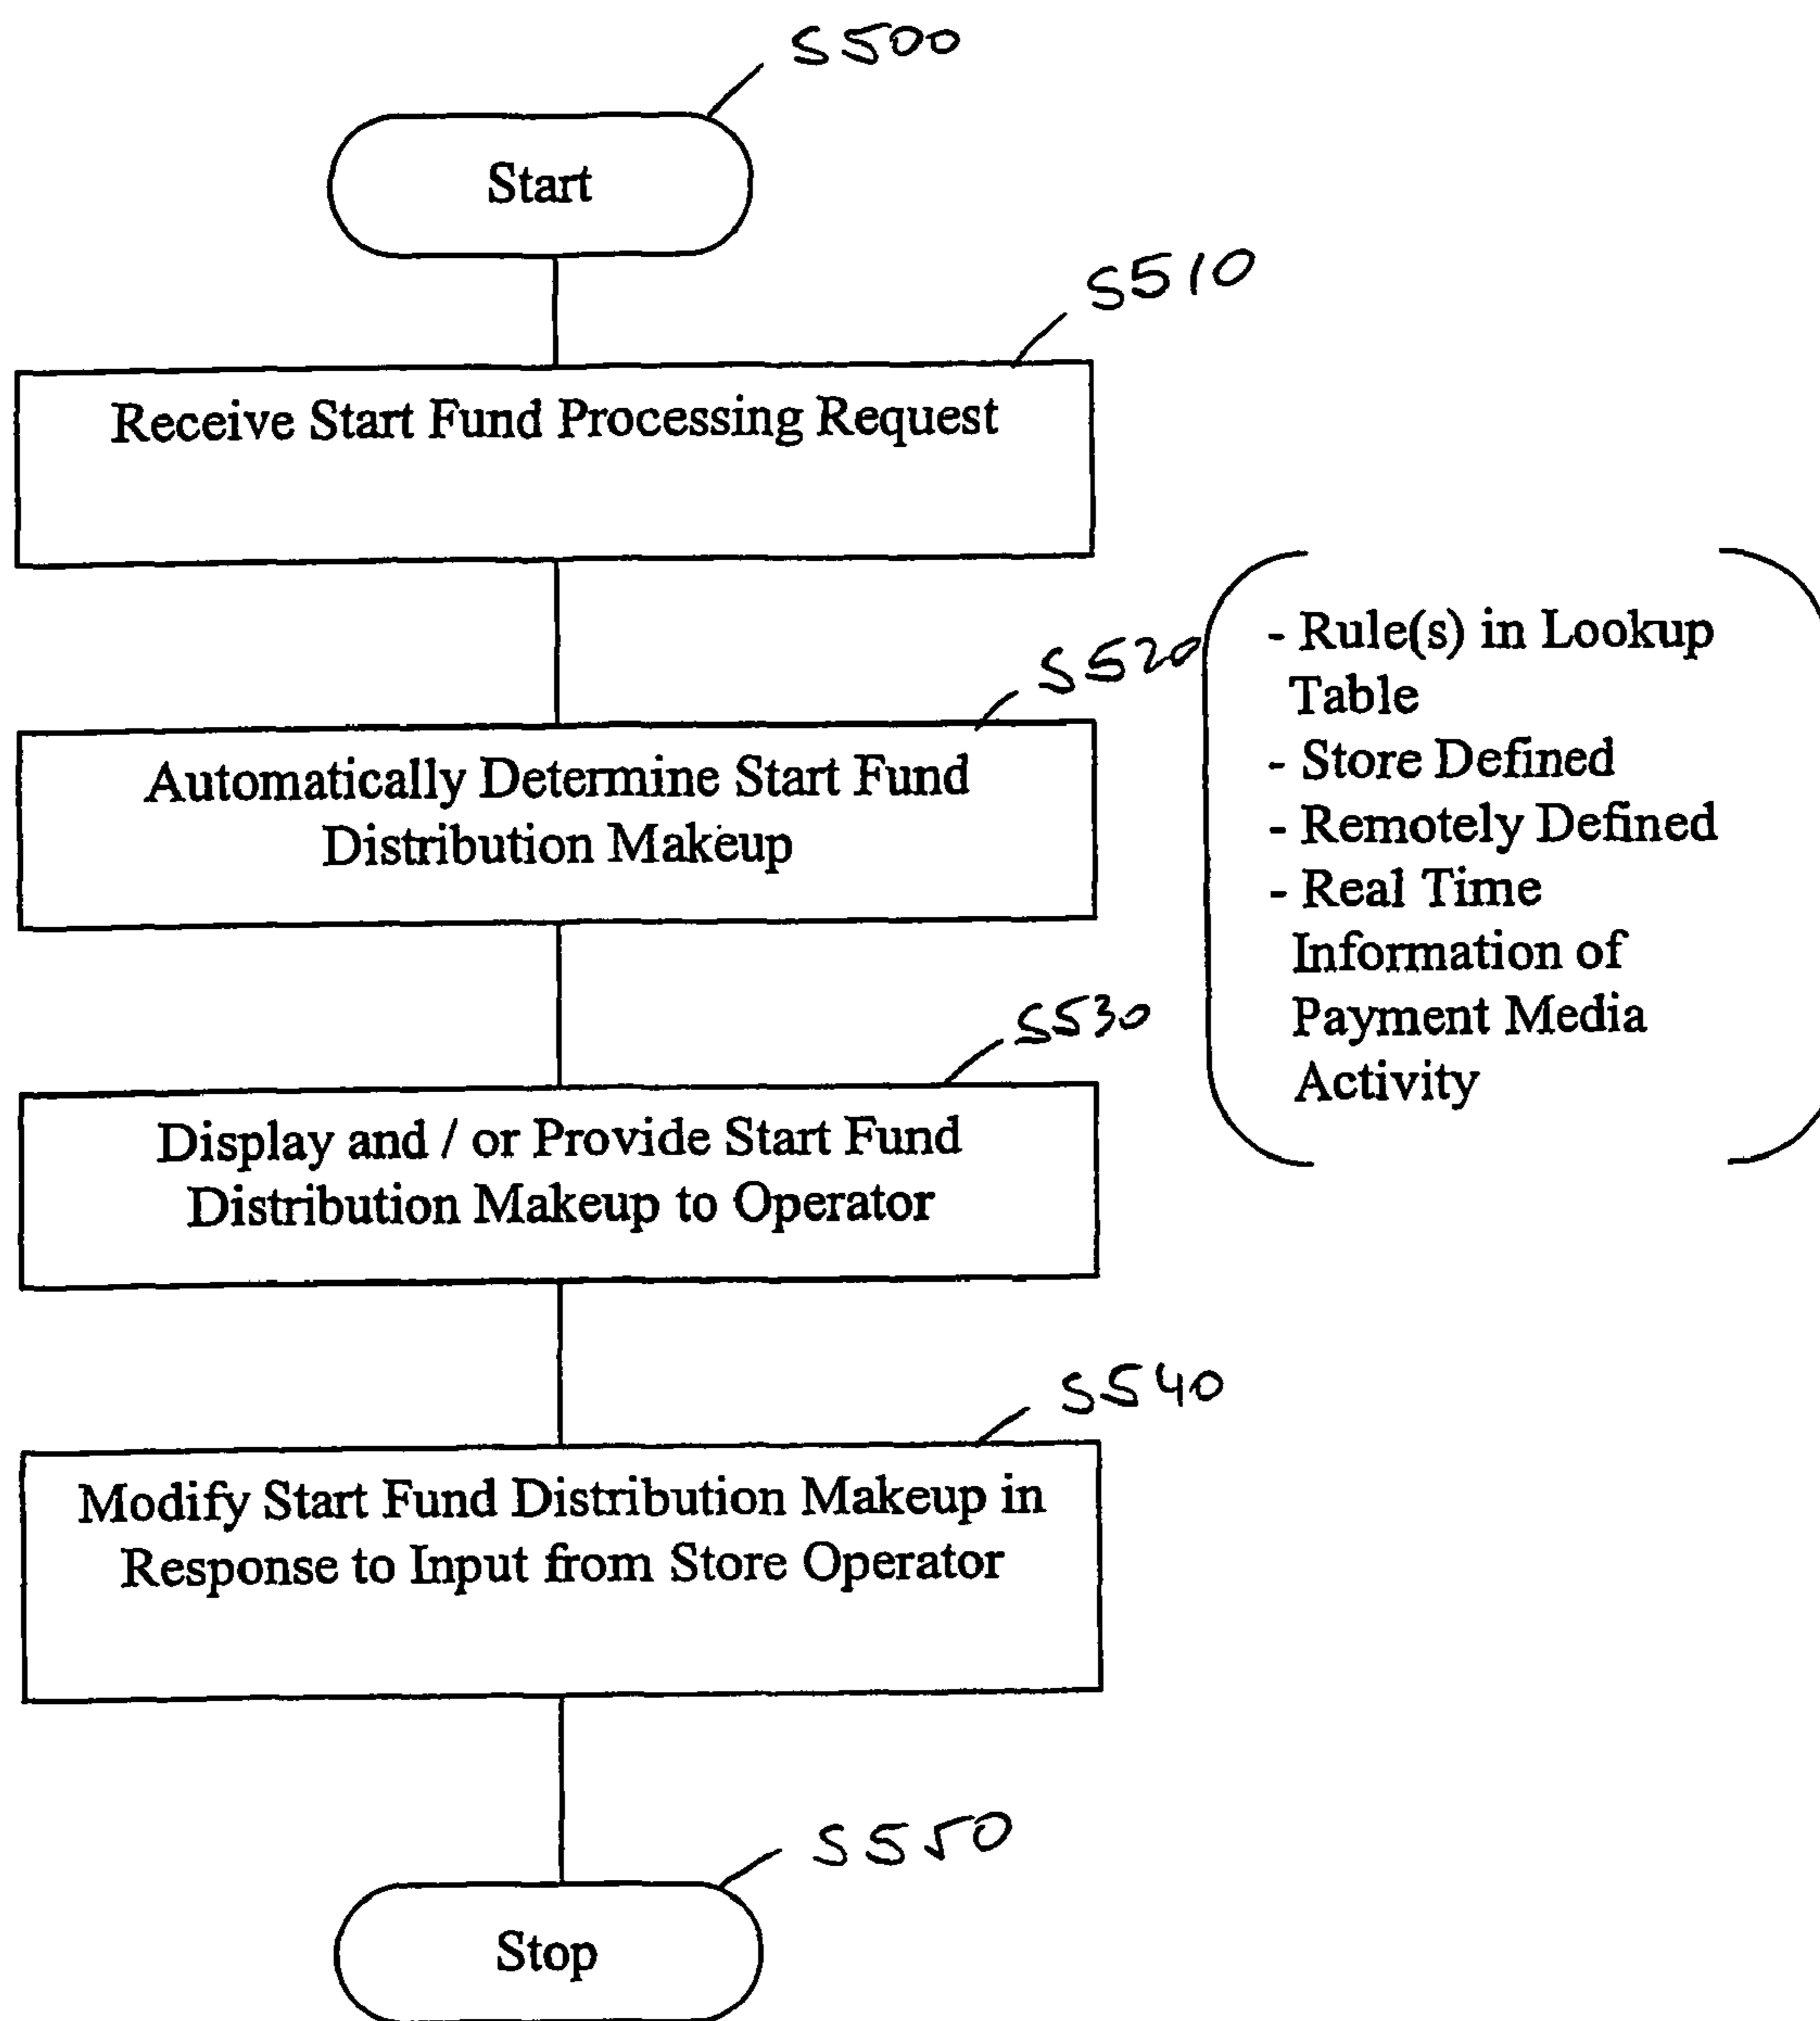 S500
Start
S510
Receive Start Fund Processing Request
S520
Automatically Determine Start Fund
Distribution Makeup
- Rule(s) in Lookup
Table
- Store Defined
- Remotely Defined
- Real Time
Information of
Payment Media
Activity
S530
Display and / or Provide Start Fund
Distribution Makeup to Operator
S540
Modify Start Fund Distribution Makeup in
Response to Input from Store Operator
S550
Stop